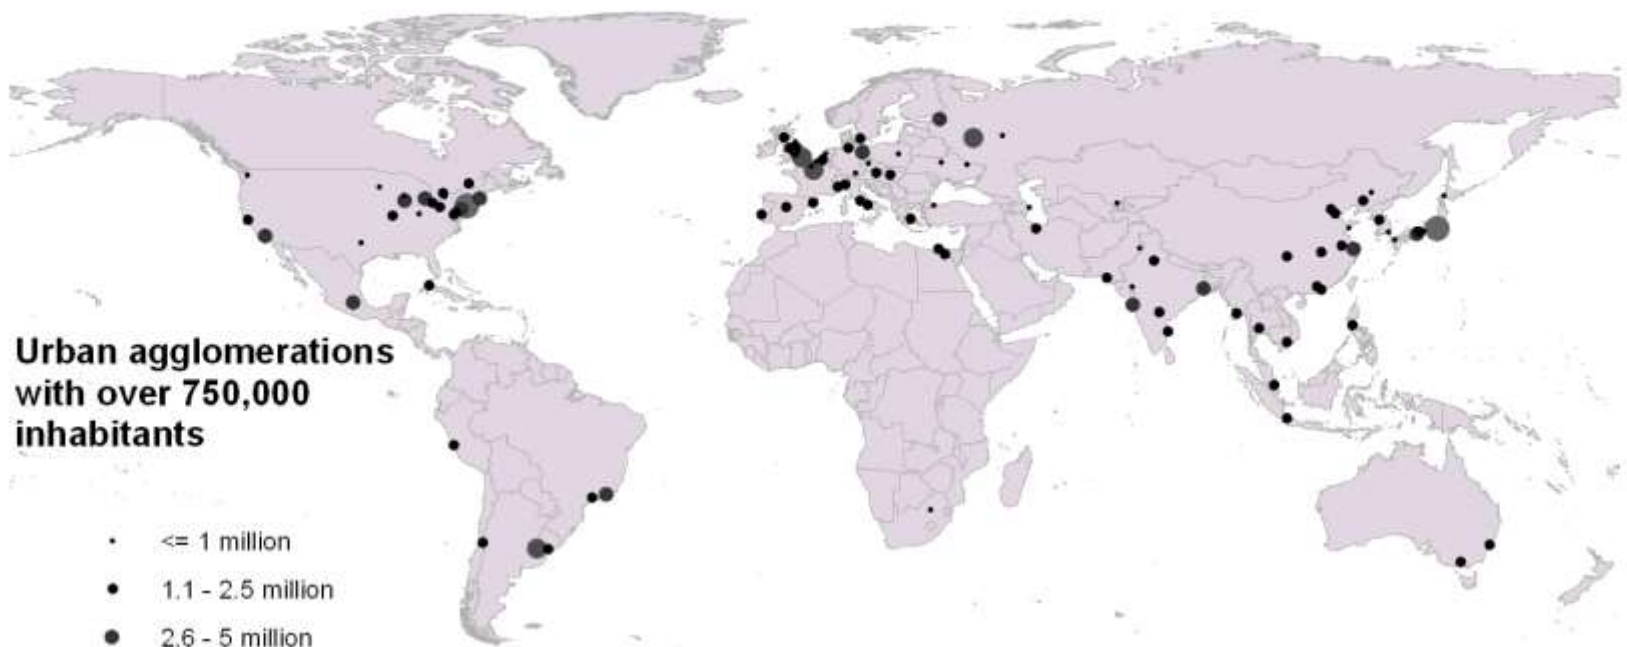 Urban agglomerations
with over 750,000
inhabitants
<= 1 million
1.1 - 2.5 million
2.6 - 5 million